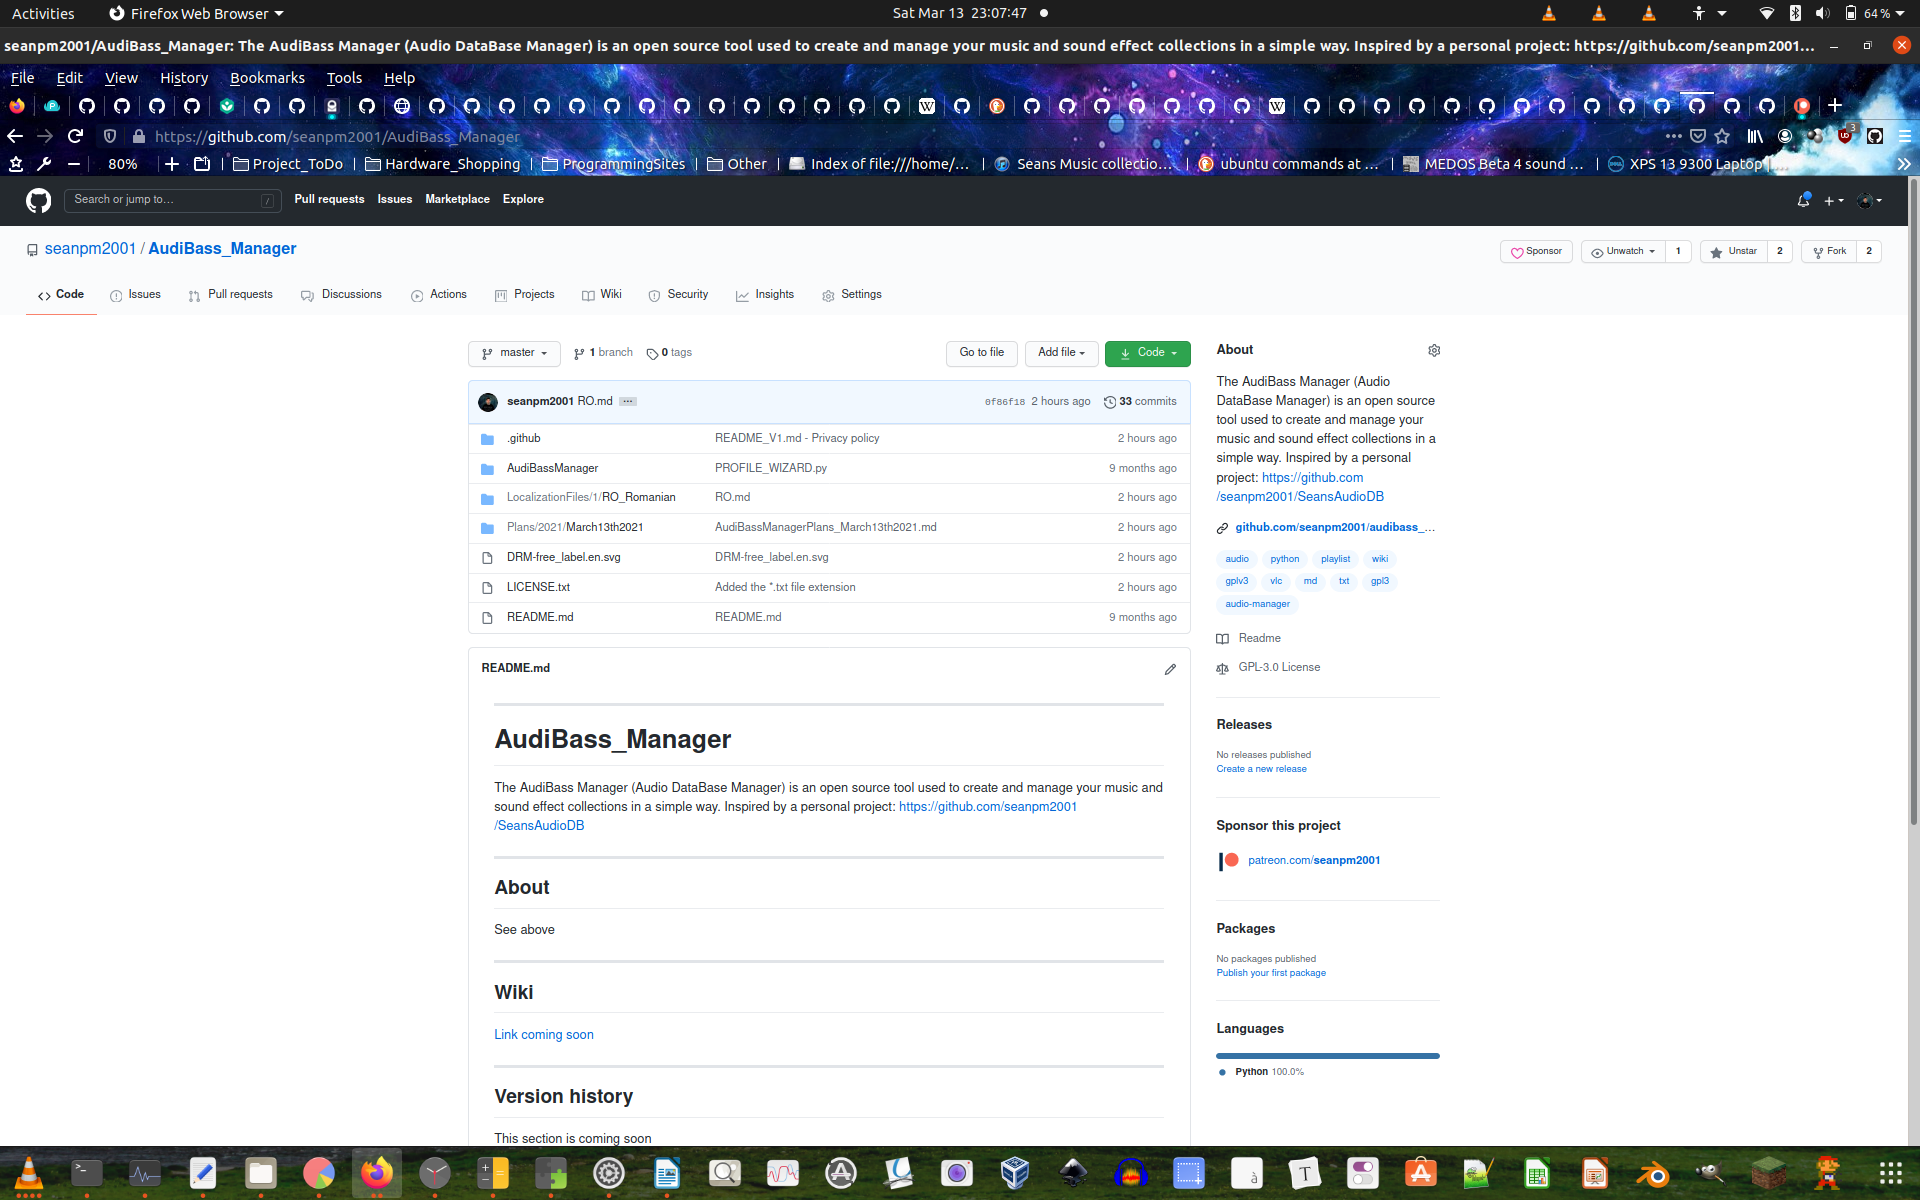 Activities Firefox Web Browser Sat Mar 13 23:07:47 64 %
seanpm2001/AudiBass_Manager: The AudiBass Manager (Audio DataBase Manager) is an open source tool used to create and manage your music and sound effect collections in a simple way. Inspired by a personal project: https://github.com/seanpm2001...
File Edit View History Bookmarks Tools Help
https://github.com/seanpm2001/AudiBass_Manager 3
80% Project_ToDo Hardware_Shopping ProgrammingSites Other Index of file:///home/... Seans Music collectio... ubuntu commands at ... MEDOS Beta 4 sound ... XPS 13 9300 Laptop |...
Search or jump to... / Pull requests Issues Marketplace Explore
seanpm2001 / AudiBass_Manager Sponsor Unwatch 1 Unstar 2 Fork 2
Code Issues Pull requests Discussions Actions Projects Wiki Security Insights Settings
master 1 branch 0 tags Go to file Add file Code
seanpm2001 RO.md ... 0f86f18 2 hours ago 33 commits
.github README_V1.md - Privacy policy 2 hours ago
AudiBassManager PROFILE_WIZARD.py 9 months ago
LocalizationFiles/1/RO_Romanian RO.md 2 hours ago
Plans/2021/March13th2021 AudiBassManagerPlans_March13th2021.md 2 hours ago
DRM-free_label.en.svg DRM-free_label.en.svg 2 hours ago
LICENSE.txt Added the *.txt file extension 2 hours ago
README.md README.md 9 months ago
README.md
AudiBass_Manager
The AudiBass Manager (Audio DataBase Manager) is an open source tool used to create and manage your music and
sound effect collections in a simple way. Inspired by a personal project: https://github.com/seanpm2001
/SeansAudioDB
About
See above
Wiki
Link coming soon
Version history
This section is coming soon
About
The AudiBass Manager (Audio
DataBase Manager) is an open source
tool used to create and manage your
music and sound effect collections in a
simple way. Inspired by a personal
project: https://github.com
/seanpm2001/SeansAudioDB
github.com/seanpm2001/audibass_...
audio python playlist wiki
gplv3 vlc md txt gpl3
audio-manager
Readme
GPL-3.0 License
Releases
No releases published
Create a new release
Sponsor this project
patreon.com/seanpm2001
Packages
No packages published
Publish your first package
Languages
Python 100.0%